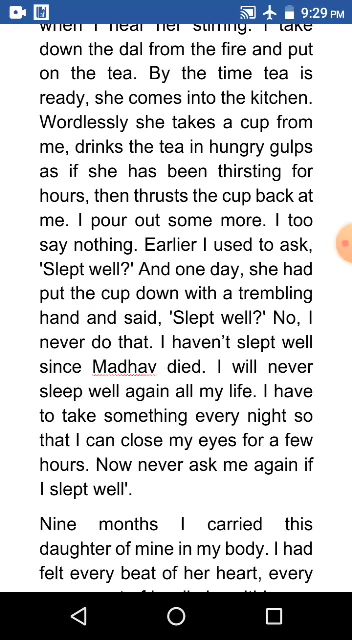 9:29 PM
when I hear her stirring. I take
down the dal from the fire and put
on the tea. By the time tea is
ready, she comes into the kitchen.
Wordlessly she takes a cup from
me, drinks the tea in hungry gulps
as if she has been thirsting for
hours, then thrusts the cup back at
me. I pour out some more. I too
say nothing. Earlier I used to ask,
'Slept well?' And one day, she had
put the cup down with a trembling
hand and said, 'Slept well?' No, I
never do that. I haven't slept well
since Madhav died. I will never
sleep well again all my life. I have
to take something every night so
that I can close my eyes for a few
hours. Now never ask me again if
I slept well'.
Nine months I carried this
daughter of mine in my body. I had
felt every beat of her heart, every